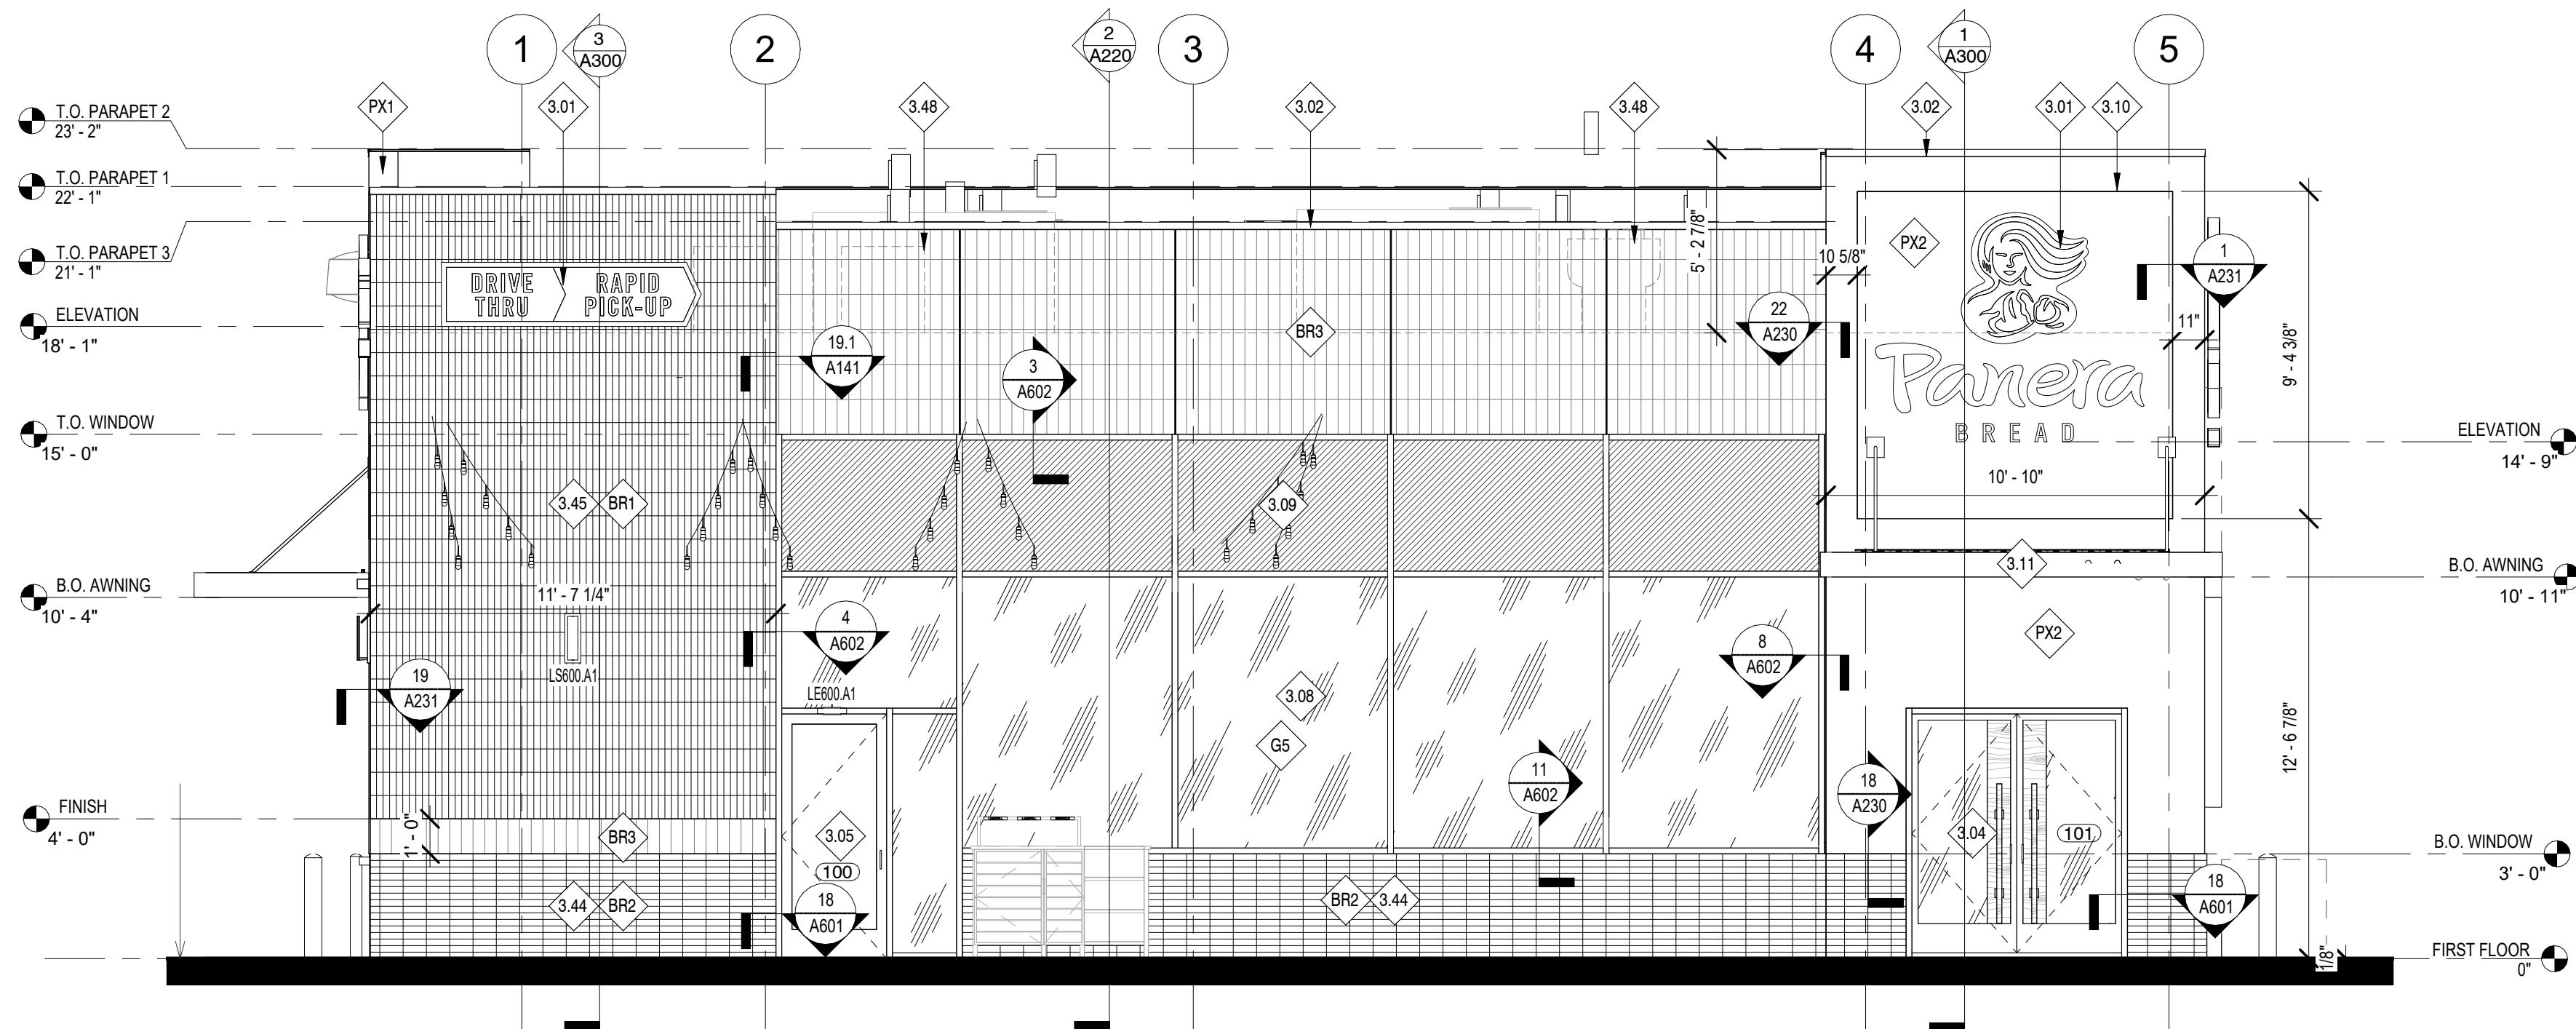 1
3
A300
2
2
A220
3
4
1
A300
5
PX1
3.01
3.48
3.02
3.48
3.02
3.01
3.10
T.O. PARAPET 2
23' - 2"
T.O. PARAPET 1
22' - 1"
T.O. PARAPET 3
21' - 1"
ELEVATION
18' - 1"
T.O. WINDOW
15' - 0"
B.O. AWNING
10' - 4"
FINISH
4' - 0"
DRIVE THRU
RAPID PICK-UP
3.45
BR1
11' - 7 1/4"
LS600.A1
19
A231
1' - 0"
BR3
3.44
BR2
19.1
A141
3
A602
BR3
5' - 2 7/8"
22
A230
3.09
4
A602
LE600.A1
3.05
100
18
A601
3.08
G5
11
A602
8
A602
BR2
3.44
10 5/8"
PX2
Panera
BREAD
11"
1
A231
9' - 4 3/8"
10' - 10"
3.11
PX2
12' - 6 7/8"
18
A230
3.04
101
18
A601
1/8"
ELEVATION
14' - 9"
B.O. AWNING
10' - 11"
B.O. WINDOW
3' - 0"
FIRST FLOOR
0"